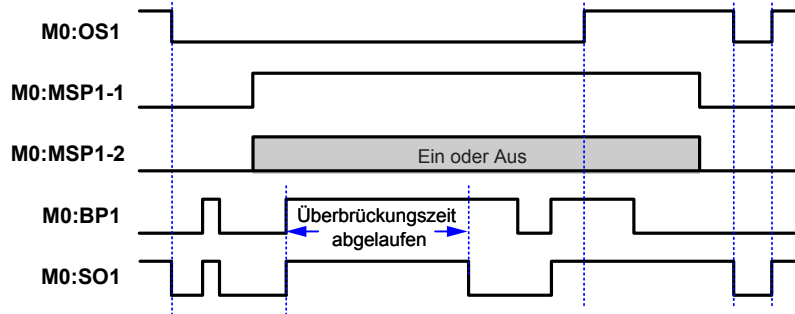 M0:OS1
M0:MSP1-1
M0:MSP1-2
Ein oder Aus
M0:BP1
Überbrückungszeit
abgelaufen
M0:SO1